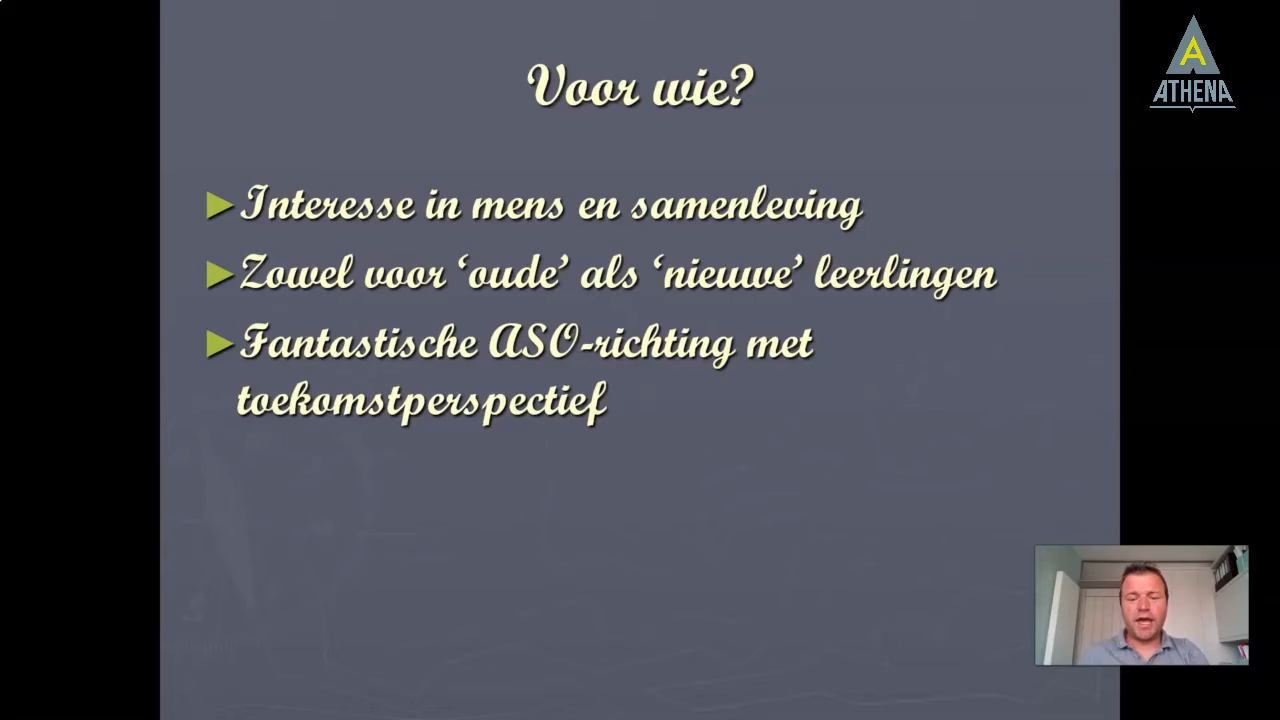 Voor wie?
Interesse in mens en samenleving
Zowel voor ‘oude’ als ‘nieuwe’ leerlingen
Fantastische ASO-richting met
toekomstperspectief
A
ATHENA